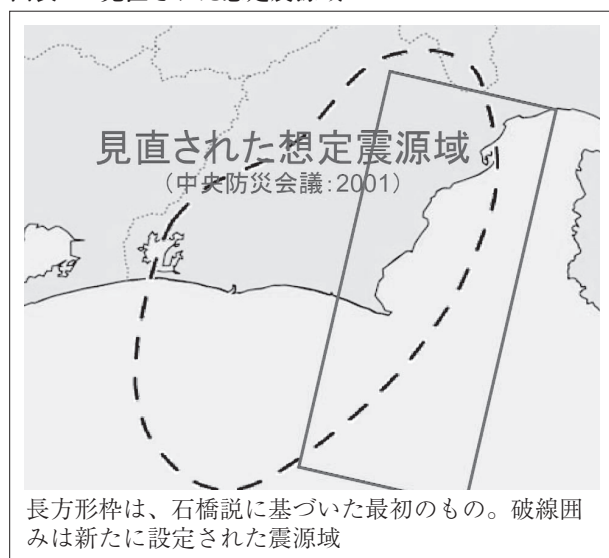 見直された想定震源域
（中央防災会議：2001）
長方形枠は、石橋説に基づいた最初のもの。破線囲
みは新たに設定された震源域